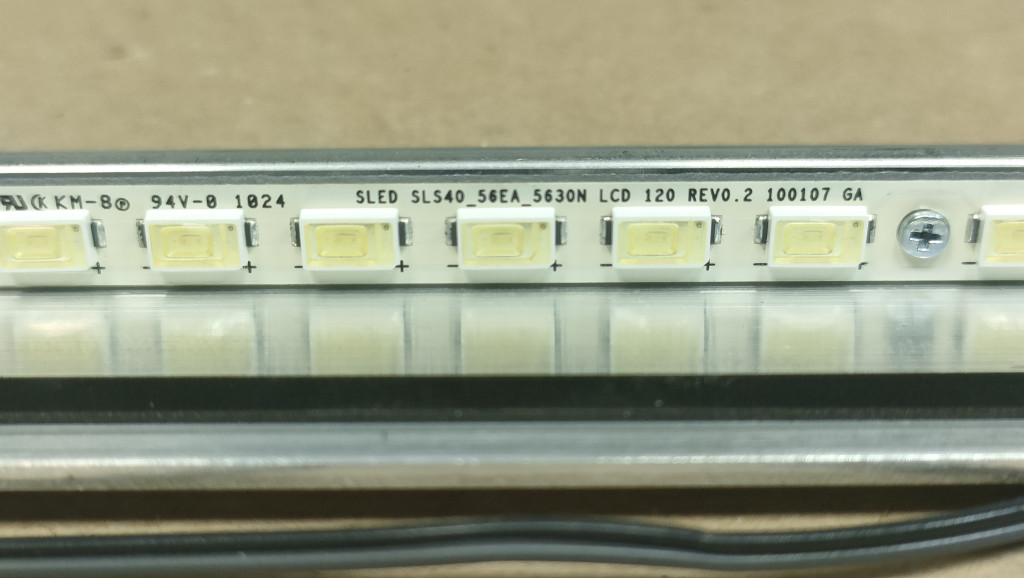 KM-8 94V-0 1024 SLED SLS40_56EA_5630N LCD 120 REV0.2 100107 GA
- + - + - + - + - + - -